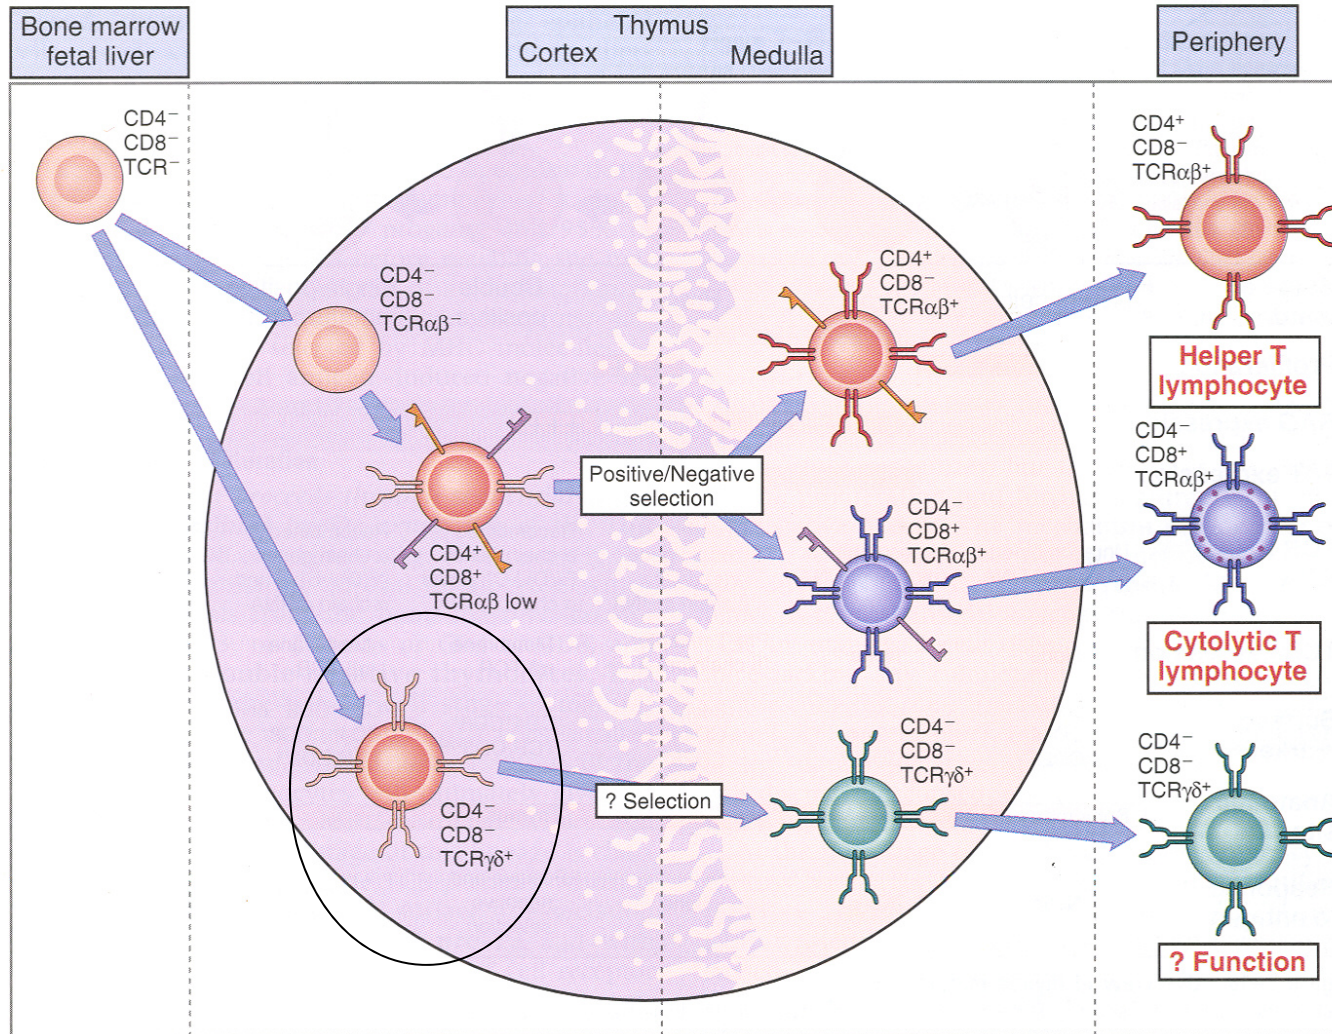 Bone marrow
fetal liver
Thymus
Cortex Medulla
Periphery
CD4⁻
CD8⁻
TCR⁻
CD4⁻
CD8⁻
TCRαβ⁻
CD4⁺
CD8⁺
TCRαβ low
Positive/Negative
selection
CD4⁺
CD8⁻
TCRαβ⁺
CD4⁻
CD8⁺
TCRαβ⁺
CD4⁻
CD8⁻
TCRγδ⁺
? Selection
CD4⁻
CD8⁻
TCRγδ⁺
CD4⁺
CD8⁻
TCRαβ⁺
Helper T
lymphocyte
CD4⁻
CD8⁺
TCRαβ⁺
Cytolytic T
lymphocyte
CD4⁻
CD8⁻
TCRγδ⁺
? Function